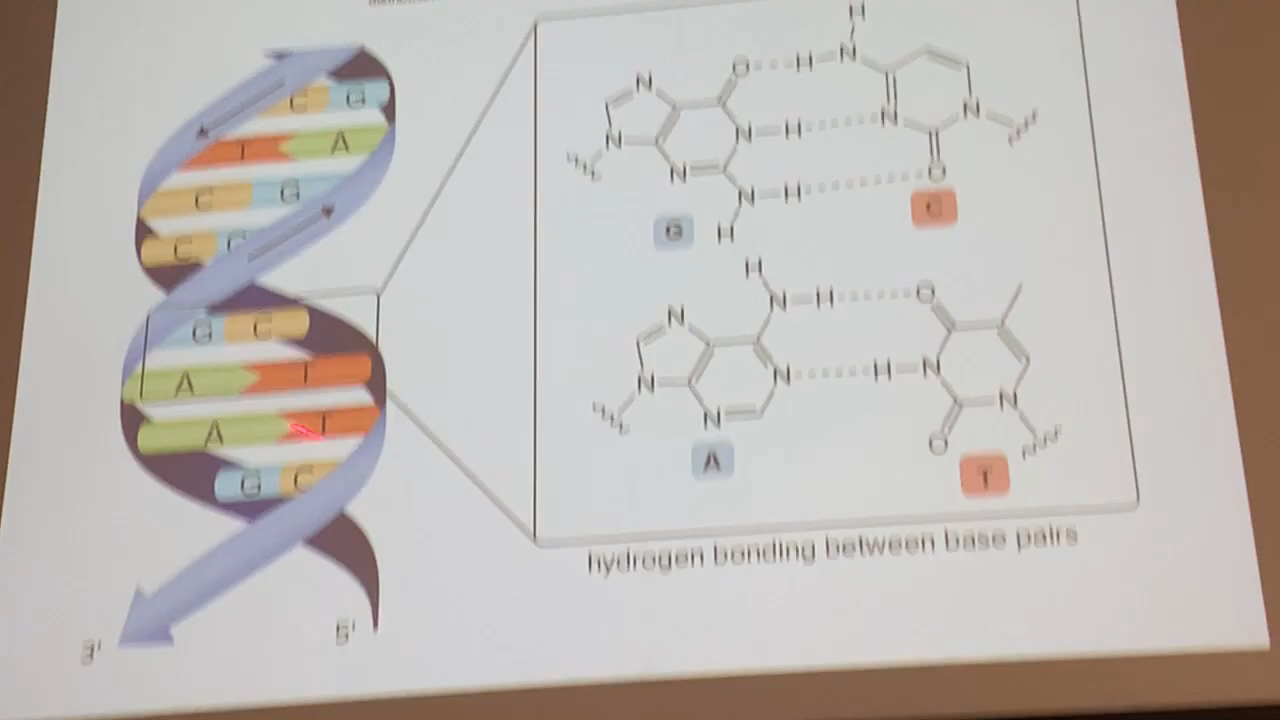 C G
T A
C G
C G
G C
A T
A T
G C
3'
5'
O H N H
N N H N N
N N N H O
H
G C
H
N N H O
N N H N
N N
O
A T
hydrogen bonding between base pairs